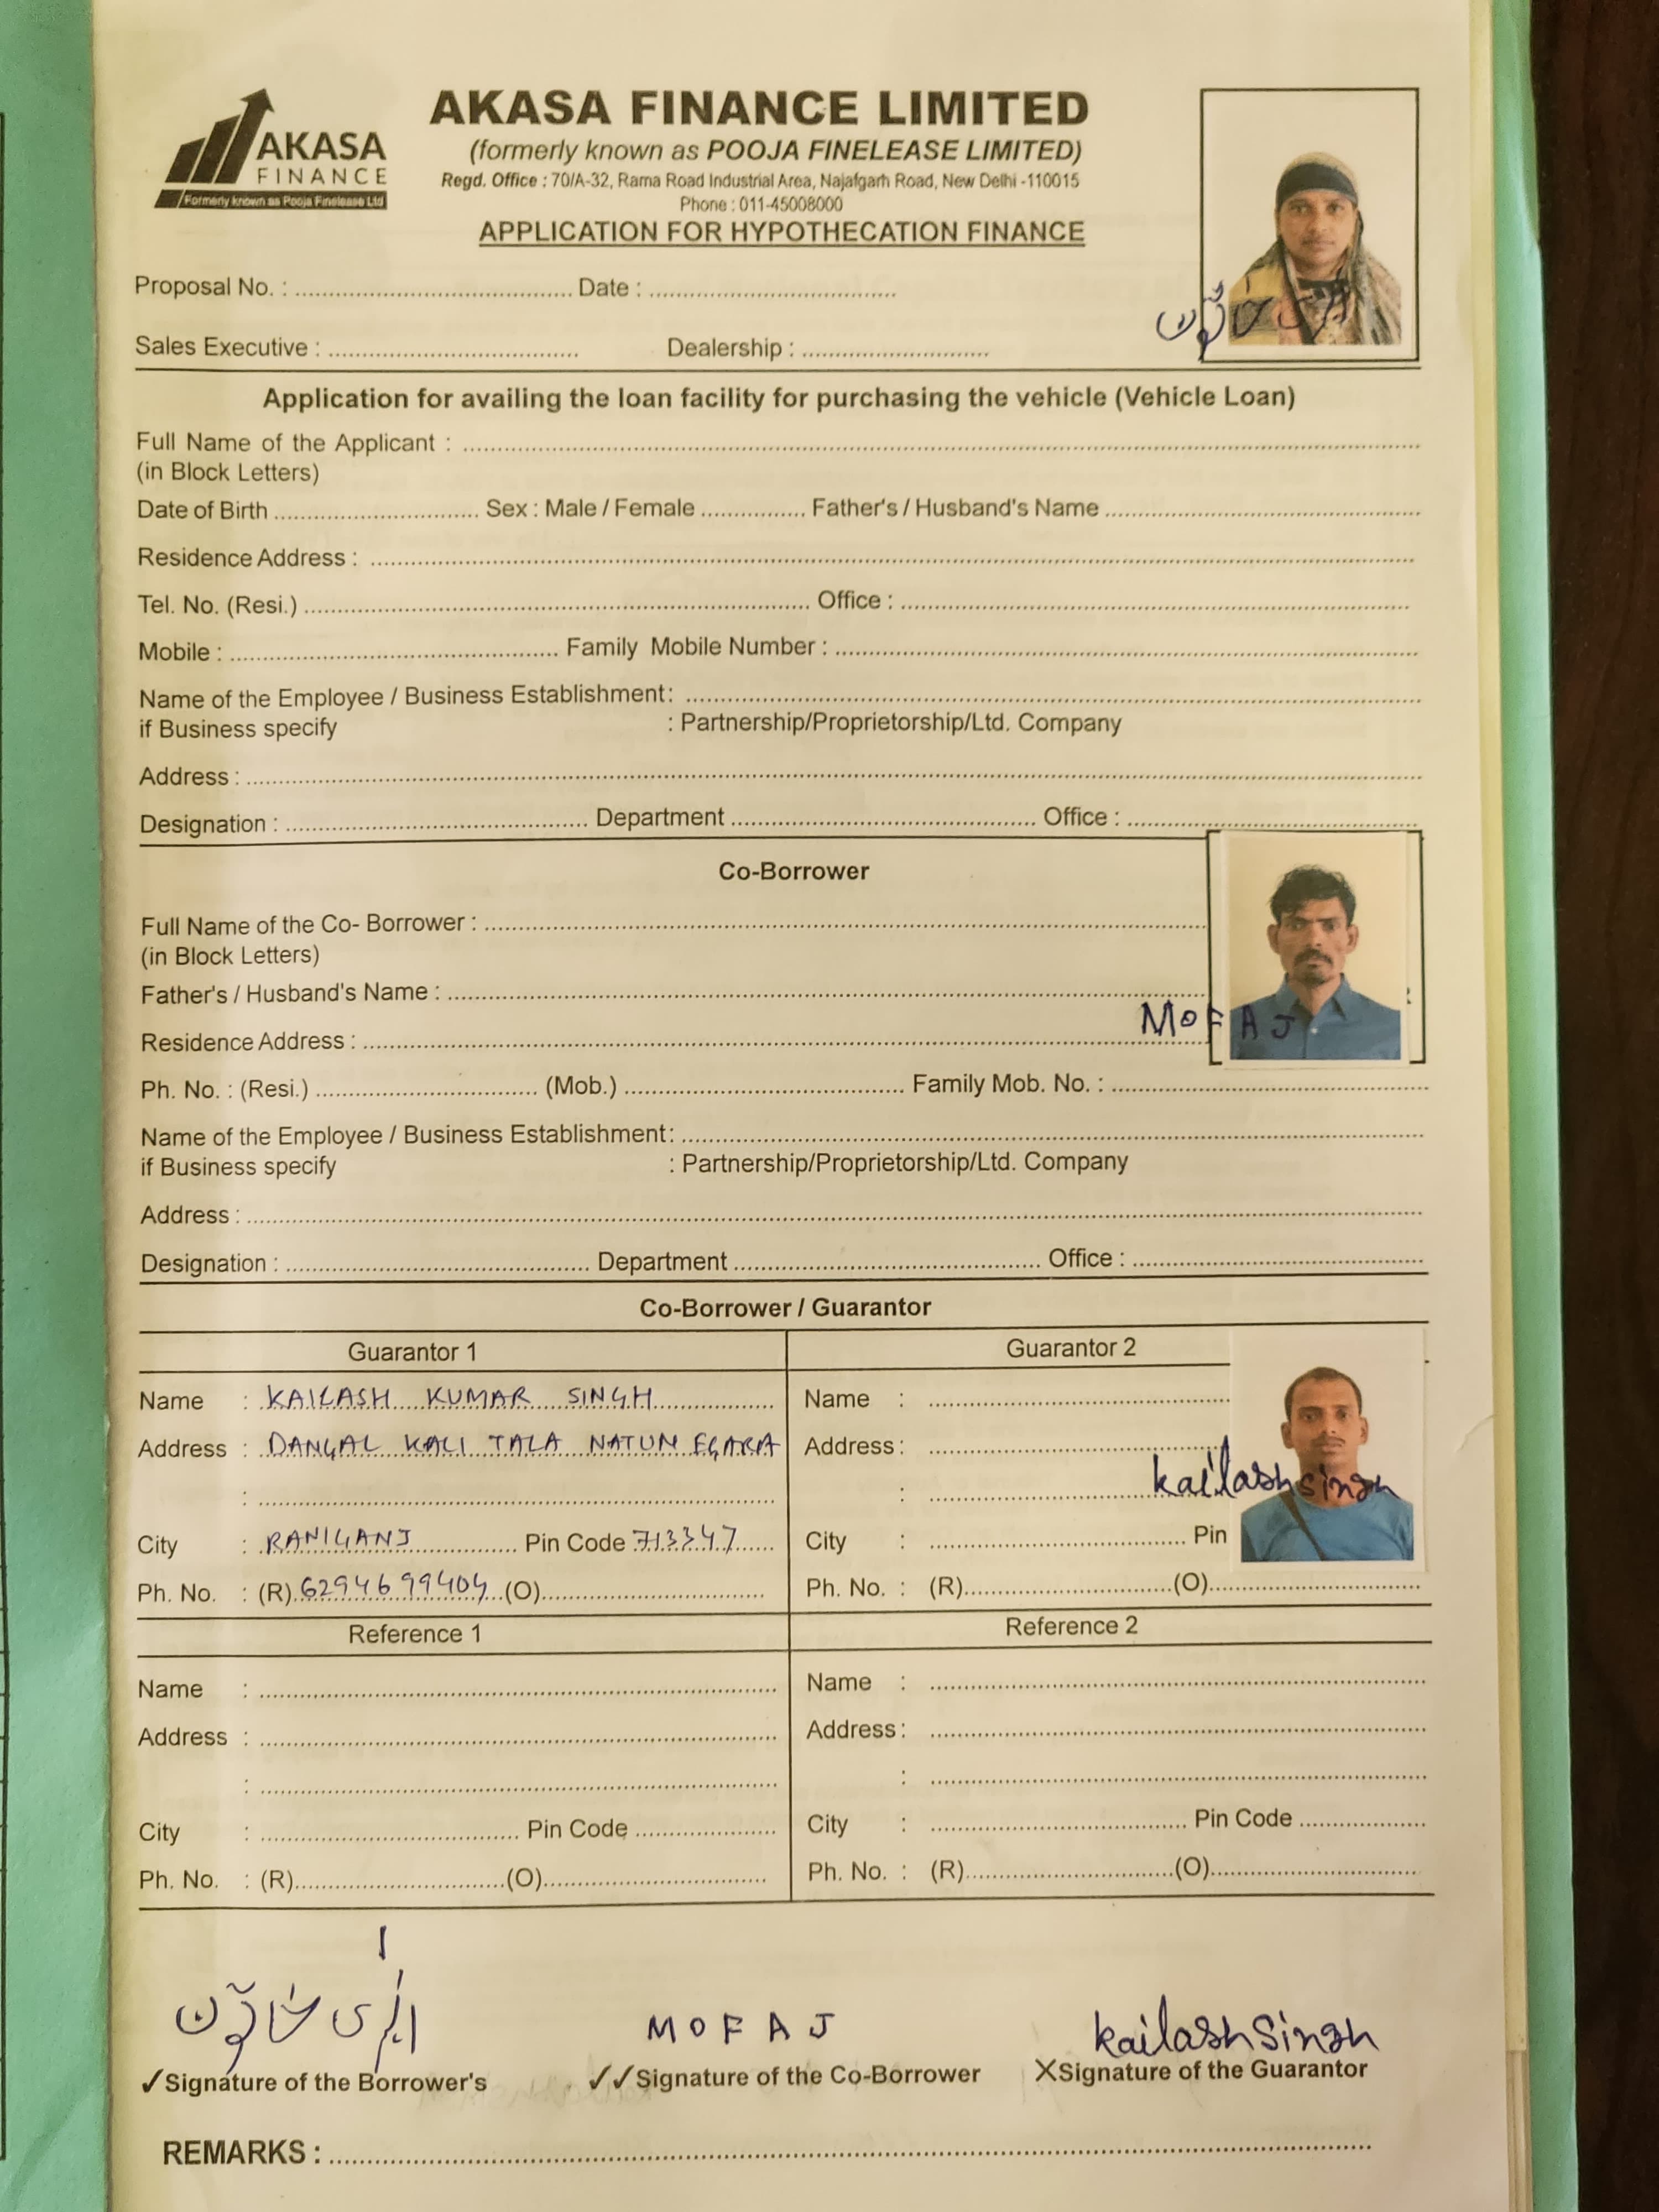 AKASA FINANCE LIMITED
(formerly known as POOJA FINELEASE LIMITED)
Regd. Office : 70/A-32, Rama Road Industrial Area, Najafgarh Road, New Delhi -110015
Phone : 011-45008000
APPLICATION FOR HYPOTHECATION FINANCE
AKASA
FINANCE
Formerly known as Pooja Finelease Ltd
Proposal No. : Date :
Sales Executive : Dealership :
Application for availing the loan facility for purchasing the vehicle (Vehicle Loan)
Full Name of the Applicant :
(in Block Letters)
Date of Birth Sex : Male / Female Father's / Husband's Name
Residence Address :
Tel. No. (Resi.) Office :
Mobile : Family Mobile Number :
Name of the Employee / Business Establishment:
if Business specify : Partnership/Proprietorship/Ltd. Company
Address :
Designation : Department Office :
Co-Borrower
Full Name of the Co- Borrower :
(in Block Letters)
Father's / Husband's Name :
MOFAJ
Residence Address :
Ph. No. : (Resi.) (Mob.) Family Mob. No. :
Name of the Employee / Business Establishment:
if Business specify : Partnership/Proprietorship/Ltd. Company
Address :
Designation : Department Office :
Co-Borrower / Guarantor
Guarantor 1
Name : KAILASH KUMAR SINGH
Address : DANGAL KALI TALA NATUN EGARA
:
City : RANIGANJ Pin Code 713347
Ph. No. : (R) 6294699404 (O)
Guarantor 2
Name :
Address :
kailash singh
:
City : Pin
Ph. No. : (R) (O)
Reference 1
Name :
Address :
:
City : Pin Code
Ph. No. : (R) (O)
Reference 2
Name :
Address :
:
City : Pin Code
Ph. No. : (R) (O)
MOFAJ
kailash singh
✓Signature of the Borrower's ✓✓Signature of the Co-Borrower XSignature of the Guarantor
REMARKS :